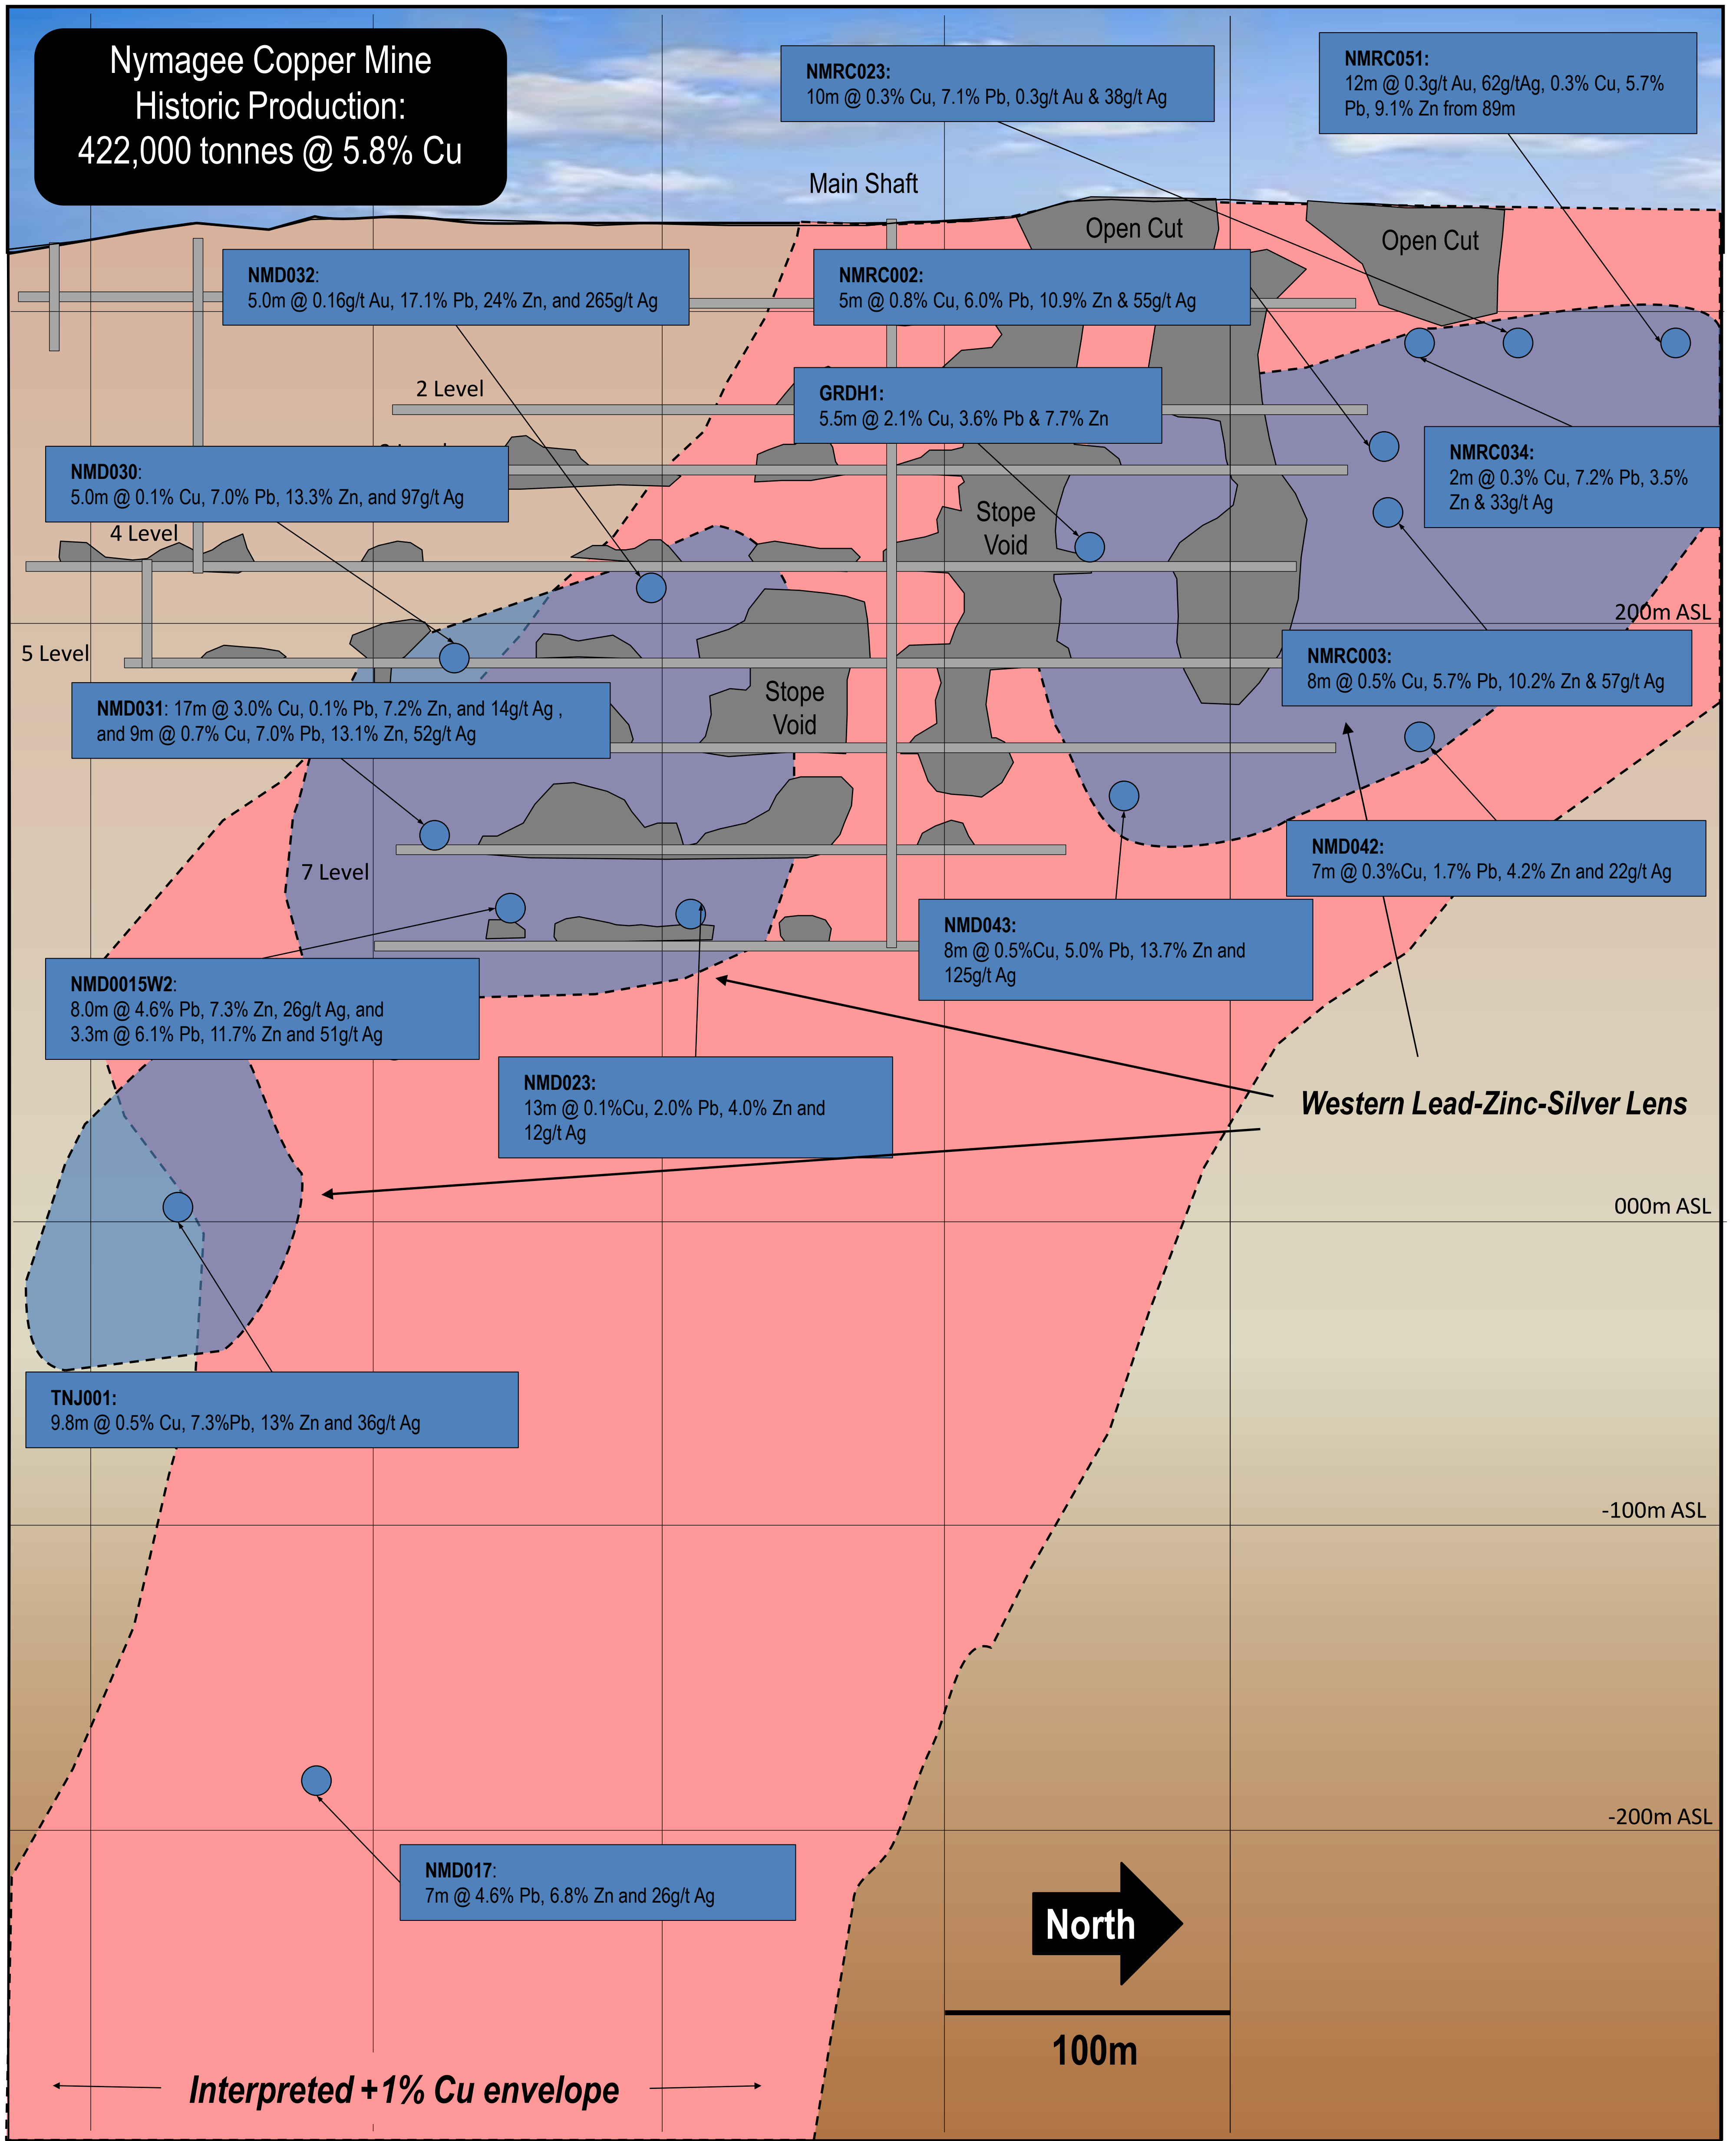 Nymagee Copper Mine
Historic Production:
422,000 tonnes @ 5.8% Cu
NMRC023:
10m @ 0.3% Cu, 7.1% Pb, 0.3g/t Au & 38g/t Ag
NMRC051:
12m @ 0.3g/t Au, 62g/tAg, 0.3% Cu, 5.7%
Pb, 9.1% Zn from 89m
Main Shaft
Open Cut
Open Cut
NMD032:
5.0m @ 0.16g/t Au, 17.1% Pb, 24% Zn, and 265g/t Ag
NMRC002:
5m @ 0.8% Cu, 6.0% Pb, 10.9% Zn & 55g/t Ag
2 Level
GRDH1:
5.5m @ 2.1% Cu, 3.6% Pb & 7.7% Zn
NMRC034:
2m @ 0.3% Cu, 7.2% Pb, 3.5%
Zn & 33g/t Ag
NMD030:
5.0m @ 0.1% Cu, 7.0% Pb, 13.3% Zn, and 97g/t Ag
4 Level
Stope
Void
200m ASL
5 Level
NMRC003:
8m @ 0.5% Cu, 5.7% Pb, 10.2% Zn & 57g/t Ag
Stope
Void
NMD031: 17m @ 3.0% Cu, 0.1% Pb, 7.2% Zn, and 14g/t Ag ,
and 9m @ 0.7% Cu, 7.0% Pb, 13.1% Zn, 52g/t Ag
7 Level
NMD042:
7m @ 0.3%Cu, 1.7% Pb, 4.2% Zn and 22g/t Ag
NMD043:
8m @ 0.5%Cu, 5.0% Pb, 13.7% Zn and
125g/t Ag
NMD0015W2:
8.0m @ 4.6% Pb, 7.3% Zn, 26g/t Ag, and
3.3m @ 6.1% Pb, 11.7% Zn and 51g/t Ag
NMD023:
13m @ 0.1%Cu, 2.0% Pb, 4.0% Zn and
12g/t Ag
Western Lead-Zinc-Silver Lens
000m ASL
TNJ001:
9.8m @ 0.5% Cu, 7.3%Pb, 13% Zn and 36g/t Ag
-100m ASL
-200m ASL
NMD017:
7m @ 4.6% Pb, 6.8% Zn and 26g/t Ag
North
100m
Interpreted +1% Cu envelope